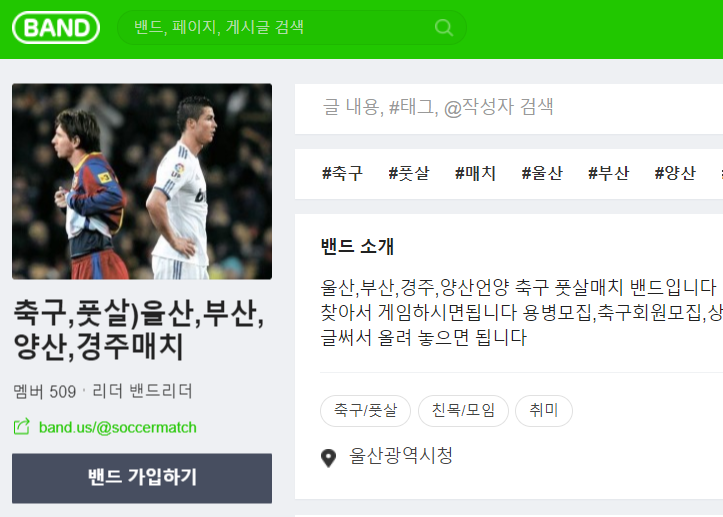 BAND
밴드, 페이지, 게시글 검색
글 내용, #태그, @작성자 검색
#축구 #풋살 #매치 #울산 #부산 #양산
밴드 소개
울산,부산,경주,양산언양 축구 풋살매치 밴드입니다
찾아서 게임하시면됩니다 용병모집,축구회원모집,상
글써서 올려 놓으면 됩니다
축구/풋살 친목/모임 취미
울산광역시청
축구,풋살)울산,부산,
양산,경주매치
멤버 509 · 리더 밴드리더
band.us/@soccermatch
밴드 가입하기